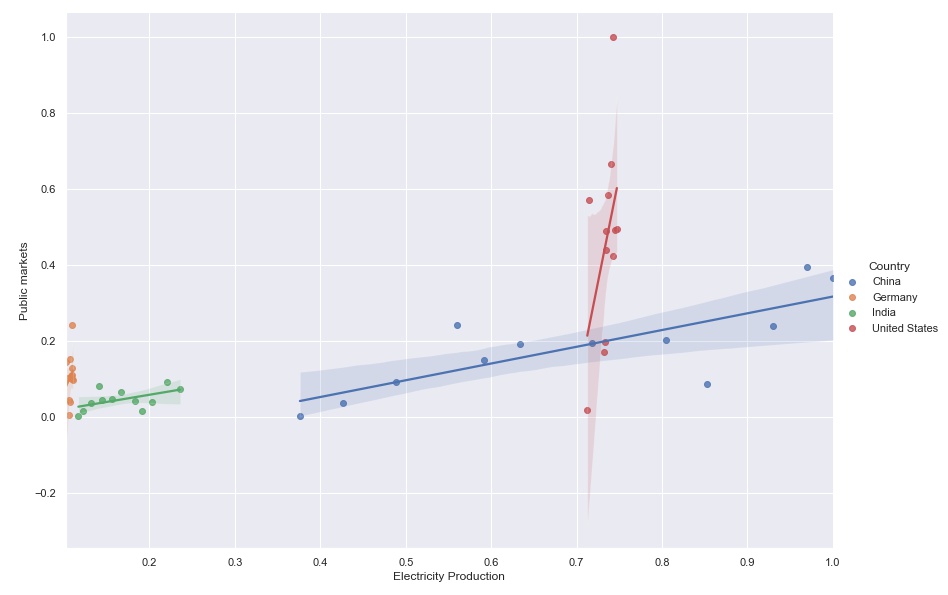 1.0
0.8
0.6
0.4
0.2
0.0
−0.2
Public markets
0.2 0.3 0.4 0.5 0.6 0.7 0.8 0.9 1.0
Electricity Production
Country
China
Germany
India
United States